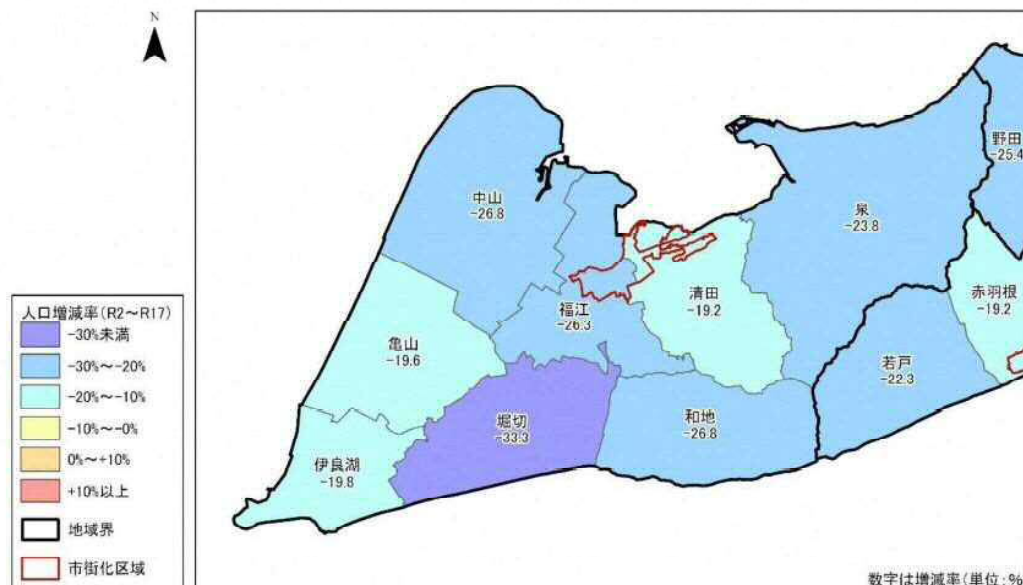 N
野田
-25.4
中山
-26.8
泉
-23.8
清田
-19.2
赤羽根
-19.2
福江
-26.3
亀山
-19.6
若戸
-22.3
堀切
-33.3
和地
-26.8
伊良湖
-19.8
人口増減率(R2～R17)
-30%未満
-30%～-20%
-20%～-10%
-10%～-0%
0%～+10%
+10%以上
地域界
市街化区域
数字は増減率(単位:%